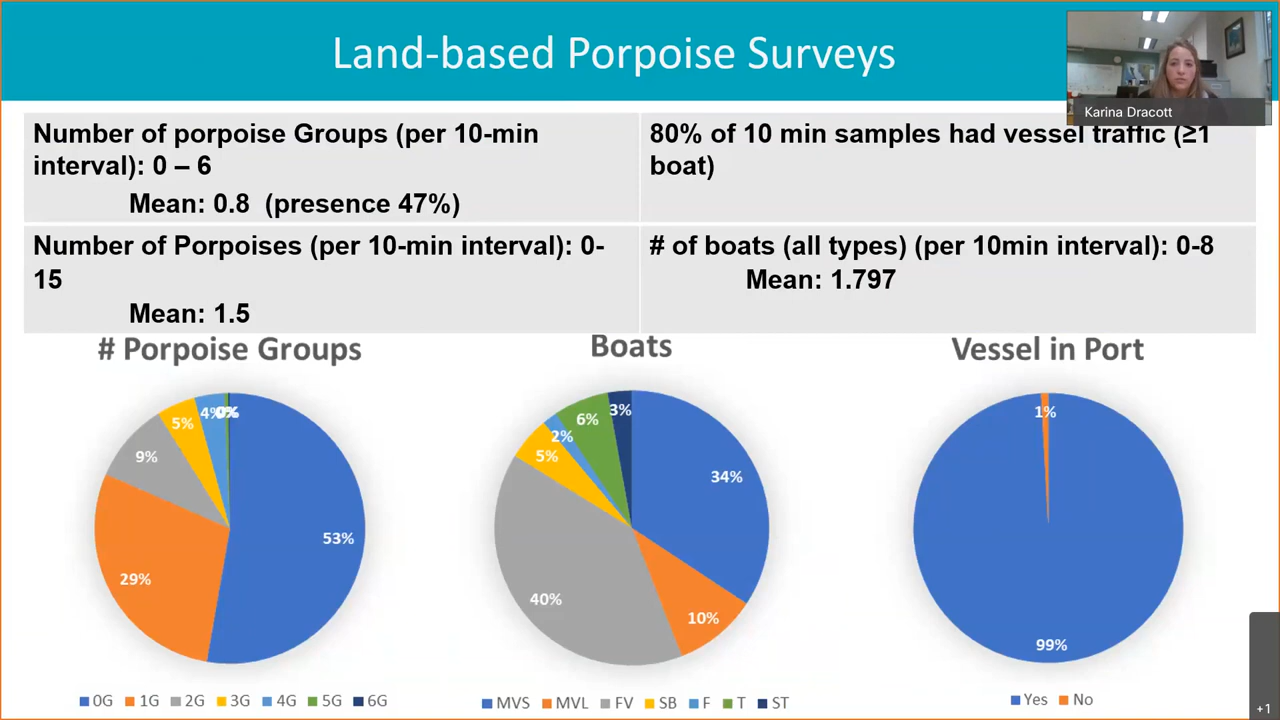 Land-based Porpoise Surveys
Karina Dracott
Number of porpoise Groups (per 10-min
interval): 0 – 6
Mean: 0.8 (presence 47%)
80% of 10 min samples had vessel traffic (≥1
boat)
Number of Porpoises (per 10-min interval): 0-
15
Mean: 1.5
# of boats (all types) (per 10min interval): 0-8
Mean: 1.797
# Porpoise Groups
53%
29%
9%
5%
4%
0%
0G 1G 2G 3G 4G 5G 6G
Boats
34%
10%
40%
5%
2%
6%
3%
MVS MVL FV SB F T ST
Vessel in Port
1%
99%
Yes No
+1